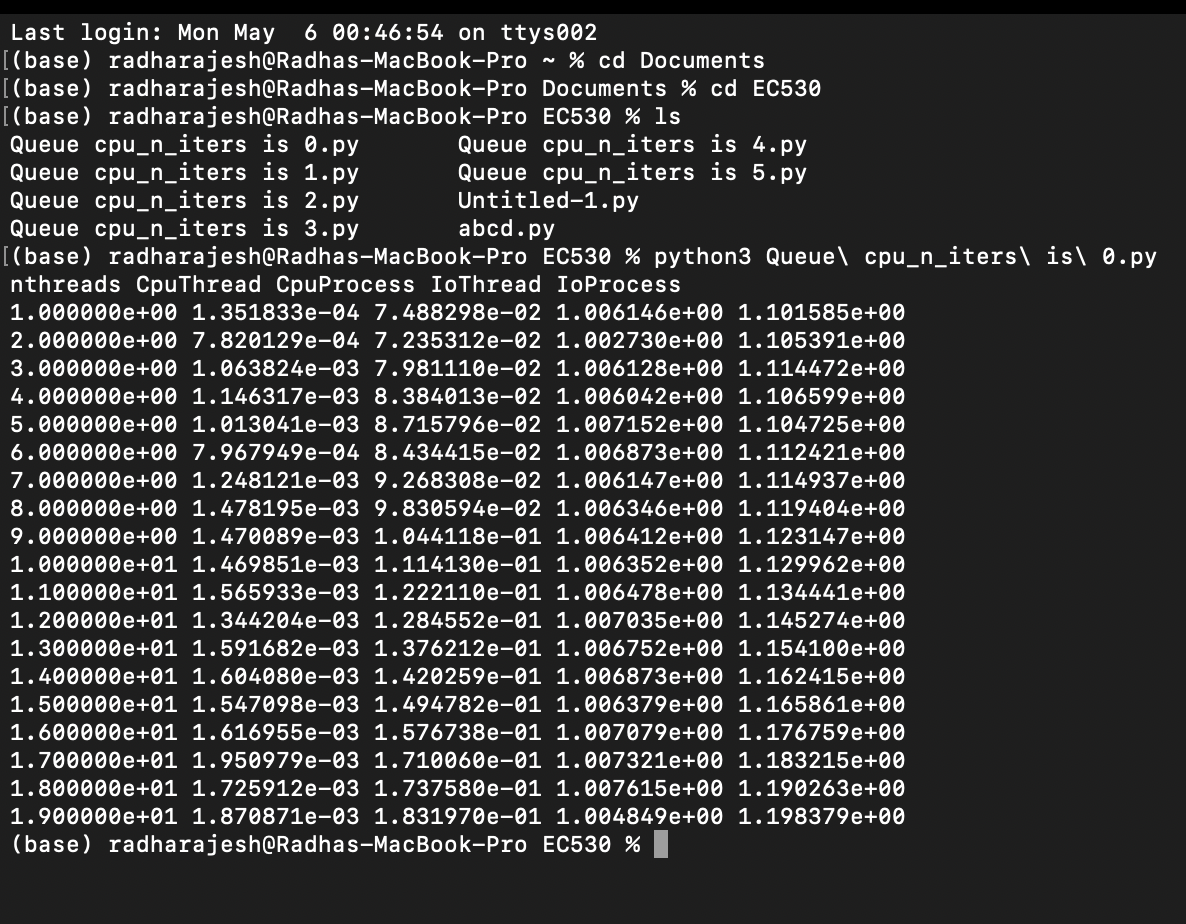 Last login: Mon May  6 00:46:54 on ttys002
[(base) radharajesh@Radhas-MacBook-Pro ~ % cd Documents
[(base) radharajesh@Radhas-MacBook-Pro Documents % cd EC530
[(base) radharajesh@Radhas-MacBook-Pro EC530 % ls
Queue cpu_n_iters is 0.py       Queue cpu_n_iters is 4.py
Queue cpu_n_iters is 1.py       Queue cpu_n_iters is 5.py
Queue cpu_n_iters is 2.py       Untitled-1.py
Queue cpu_n_iters is 3.py       abcd.py
[(base) radharajesh@Radhas-MacBook-Pro EC530 % python3 Queue\ cpu_n_iters\ is\ 0.py
nthreads CpuThread CpuProcess IoThread IoProcess
1.000000e+00 1.351833e-04 7.488298e-02 1.006146e+00 1.101585e+00
2.000000e+00 7.820129e-04 7.235312e-02 1.002730e+00 1.105391e+00
3.000000e+00 1.063824e-03 7.981110e-02 1.006128e+00 1.114472e+00
4.000000e+00 1.146317e-03 8.384013e-02 1.006042e+00 1.106599e+00
5.000000e+00 1.013041e-03 8.715796e-02 1.007152e+00 1.104725e+00
6.000000e+00 7.967949e-04 8.434415e-02 1.006873e+00 1.112421e+00
7.000000e+00 1.248121e-03 9.268308e-02 1.006147e+00 1.114937e+00
8.000000e+00 1.478195e-03 9.830594e-02 1.006346e+00 1.119404e+00
9.000000e+00 1.470089e-03 1.044118e-01 1.006412e+00 1.123147e+00
1.000000e+01 1.469851e-03 1.114130e-01 1.006352e+00 1.129962e+00
1.100000e+01 1.565933e-03 1.222110e-01 1.006478e+00 1.134441e+00
1.200000e+01 1.344204e-03 1.284552e-01 1.007035e+00 1.145274e+00
1.300000e+01 1.591682e-03 1.376212e-01 1.006752e+00 1.154100e+00
1.400000e+01 1.604080e-03 1.420259e-01 1.006873e+00 1.162415e+00
1.500000e+01 1.547098e-03 1.494782e-01 1.006379e+00 1.165861e+00
1.600000e+01 1.616955e-03 1.576738e-01 1.007079e+00 1.176759e+00
1.700000e+01 1.950979e-03 1.710060e-01 1.007321e+00 1.183215e+00
1.800000e+01 1.725912e-03 1.737580e-01 1.007615e+00 1.190263e+00
1.900000e+01 1.870871e-03 1.831970e-01 1.004849e+00 1.198379e+00
(base) radharajesh@Radhas-MacBook-Pro EC530 %